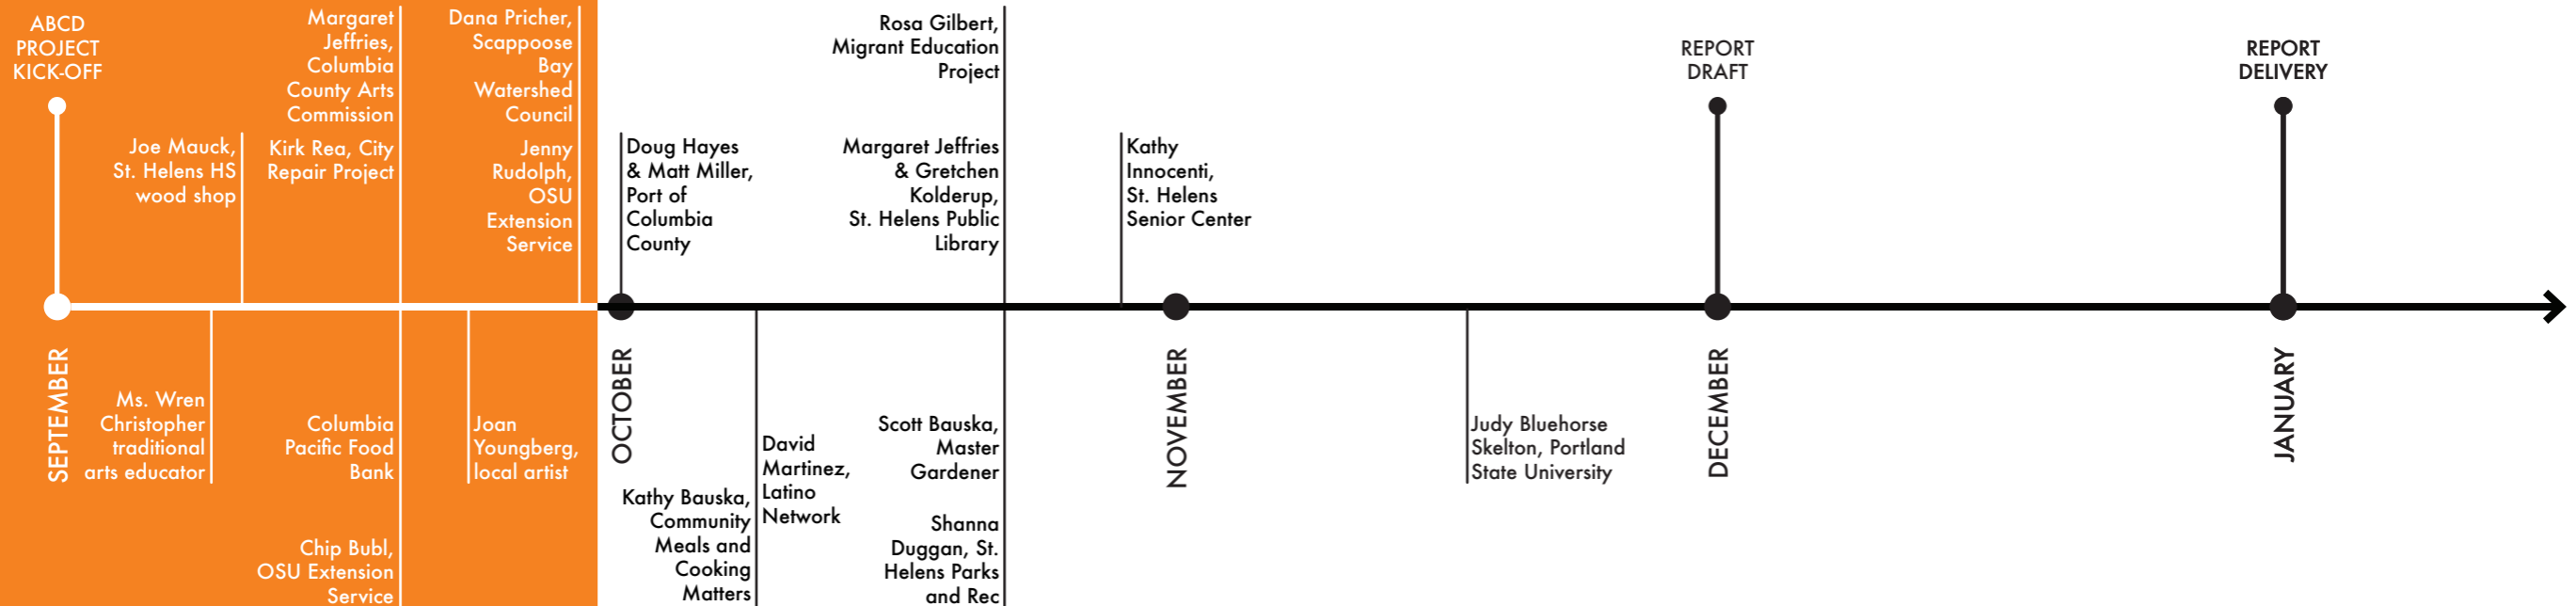 ABCD
PROJECT
KICK-OFF
Joe Mauck,
St. Helens HS
wood shop
Margaret
Jeffries,
Columbia
County Arts
Commission
Kirk Rea, City
Repair Project
Dana Pricher,
Scappoose
Bay
Watershed
Council
Jenny
Rudolph,
OSU
Extension
Service
Doug Hayes
& Matt Miller,
Port of
Columbia
County
Rosa Gilbert,
Migrant Education
Project
Margaret Jeffries
& Gretchen
Kolderup,
St. Helens Public
Library
Kathy
Innocenti,
St. Helens
Senior Center
REPORT
DRAFT
REPORT
DELIVERY
SEPTEMBER
Ms. Wren
Christopher
traditional
arts educator
Columbia
Pacific Food
Bank
Chip Bubl,
OSU Extension
Service
Joan
Youngberg,
local artist
OCTOBER
Kathy Bauska,
Community
Meals and
Cooking
Matters
David
Martinez,
Latino
Network
Scott Bauska,
Master
Gardener
Shanna
Duggan, St.
Helens Parks
and Rec
NOVEMBER
Judy Bluehorse
Skelton, Portland
State University
DECEMBER
JANUARY